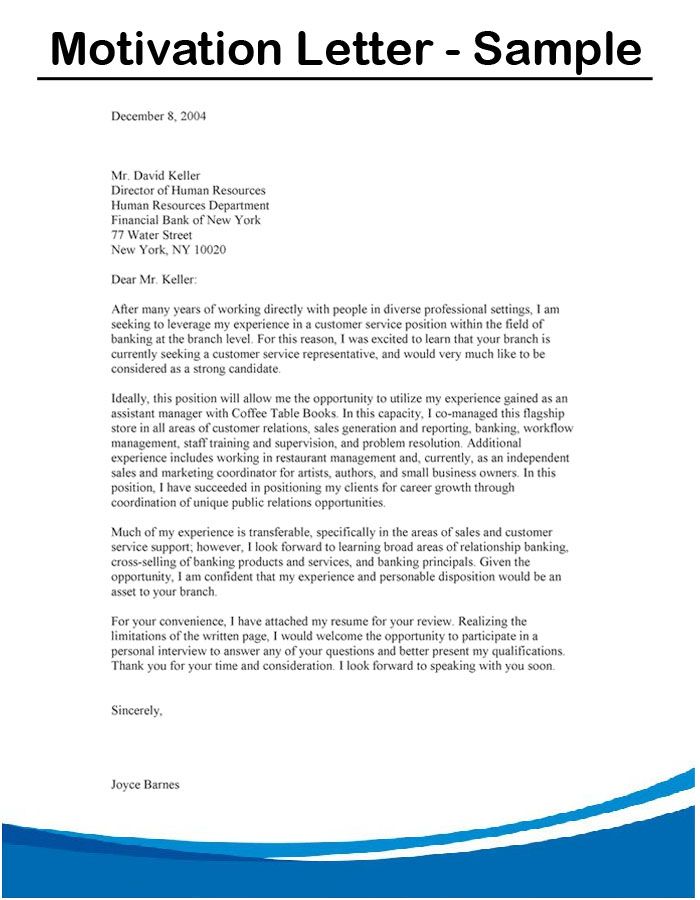 Motivation Letter - Sample
December 8, 2004
Mr. David Keller
Director of Human Resources
Human Resources Department
Financial Bank of New York
77 Water Street
New York, NY 10020
Dear Mr. Keller:
After many years of working directly with people in diverse professional settings, I am
seeking to leverage my experience in a customer service position within the field of
banking at the branch level. For this reason, I was excited to learn that your branch is
currently seeking a customer service representative, and would very much like to be
considered as a strong candidate.
Ideally, this position will allow me the opportunity to utilize my experience gained as an
assistant manager with Coffee Table Books. In this capacity, I co-managed this flagship
store in all areas of customer relations, sales generation and reporting, banking, workflow
management, staff training and supervision, and problem resolution. Additional
experience includes working in restaurant management and, currently, as an independent
sales and marketing coordinator for artists, authors, and small business owners. In this
position, I have succeeded in positioning my clients for career growth through
coordination of unique public relations opportunities.
Much of my experience is transferable, specifically in the areas of sales and customer
service support; however, I look forward to learning broad areas of relationship banking,
cross-selling of banking products and services, and banking principals. Given the
opportunity, I am confident that my experience and personable disposition would be an
asset to your branch.
For your convenience, I have attached my resume for your review. Realizing the
limitations of the written page, I would welcome the opportunity to participate in a
personal interview to answer any of your questions and better present my qualifications.
Thank you for your time and consideration. I look forward to speaking with you soon.
Sincerely,
Joyce Barnes